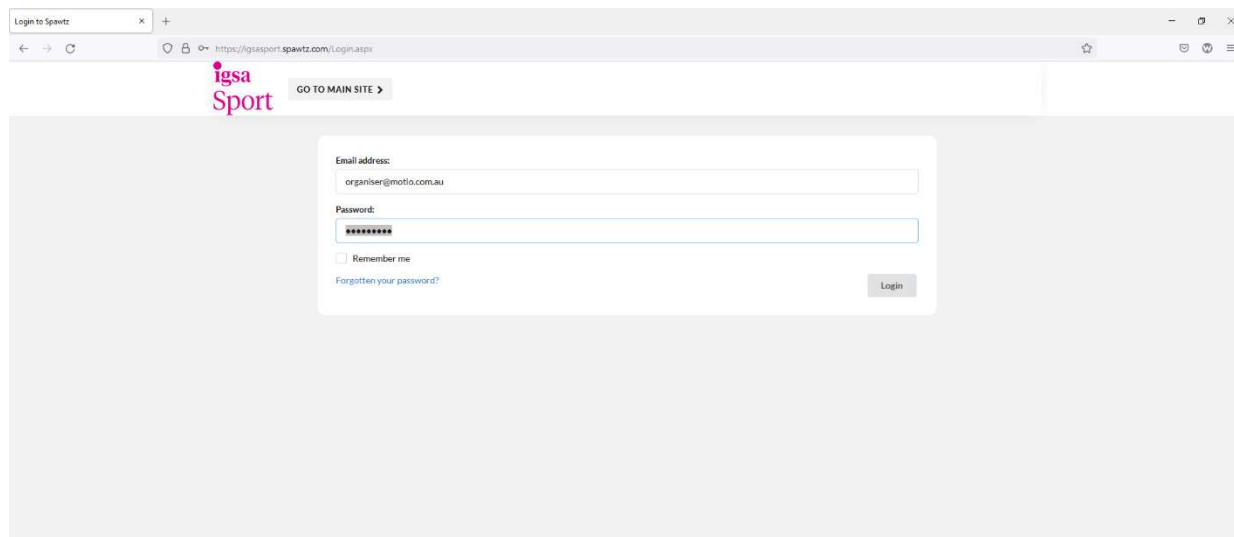 Login to Spawtz
https://igsasport.spawtz.com/Login.aspx
igsa
Sport
GO TO MAIN SITE
Email address:
organiser@motio.com.au
Password:
•••••••••
Remember me
Forgotten your password?
Login